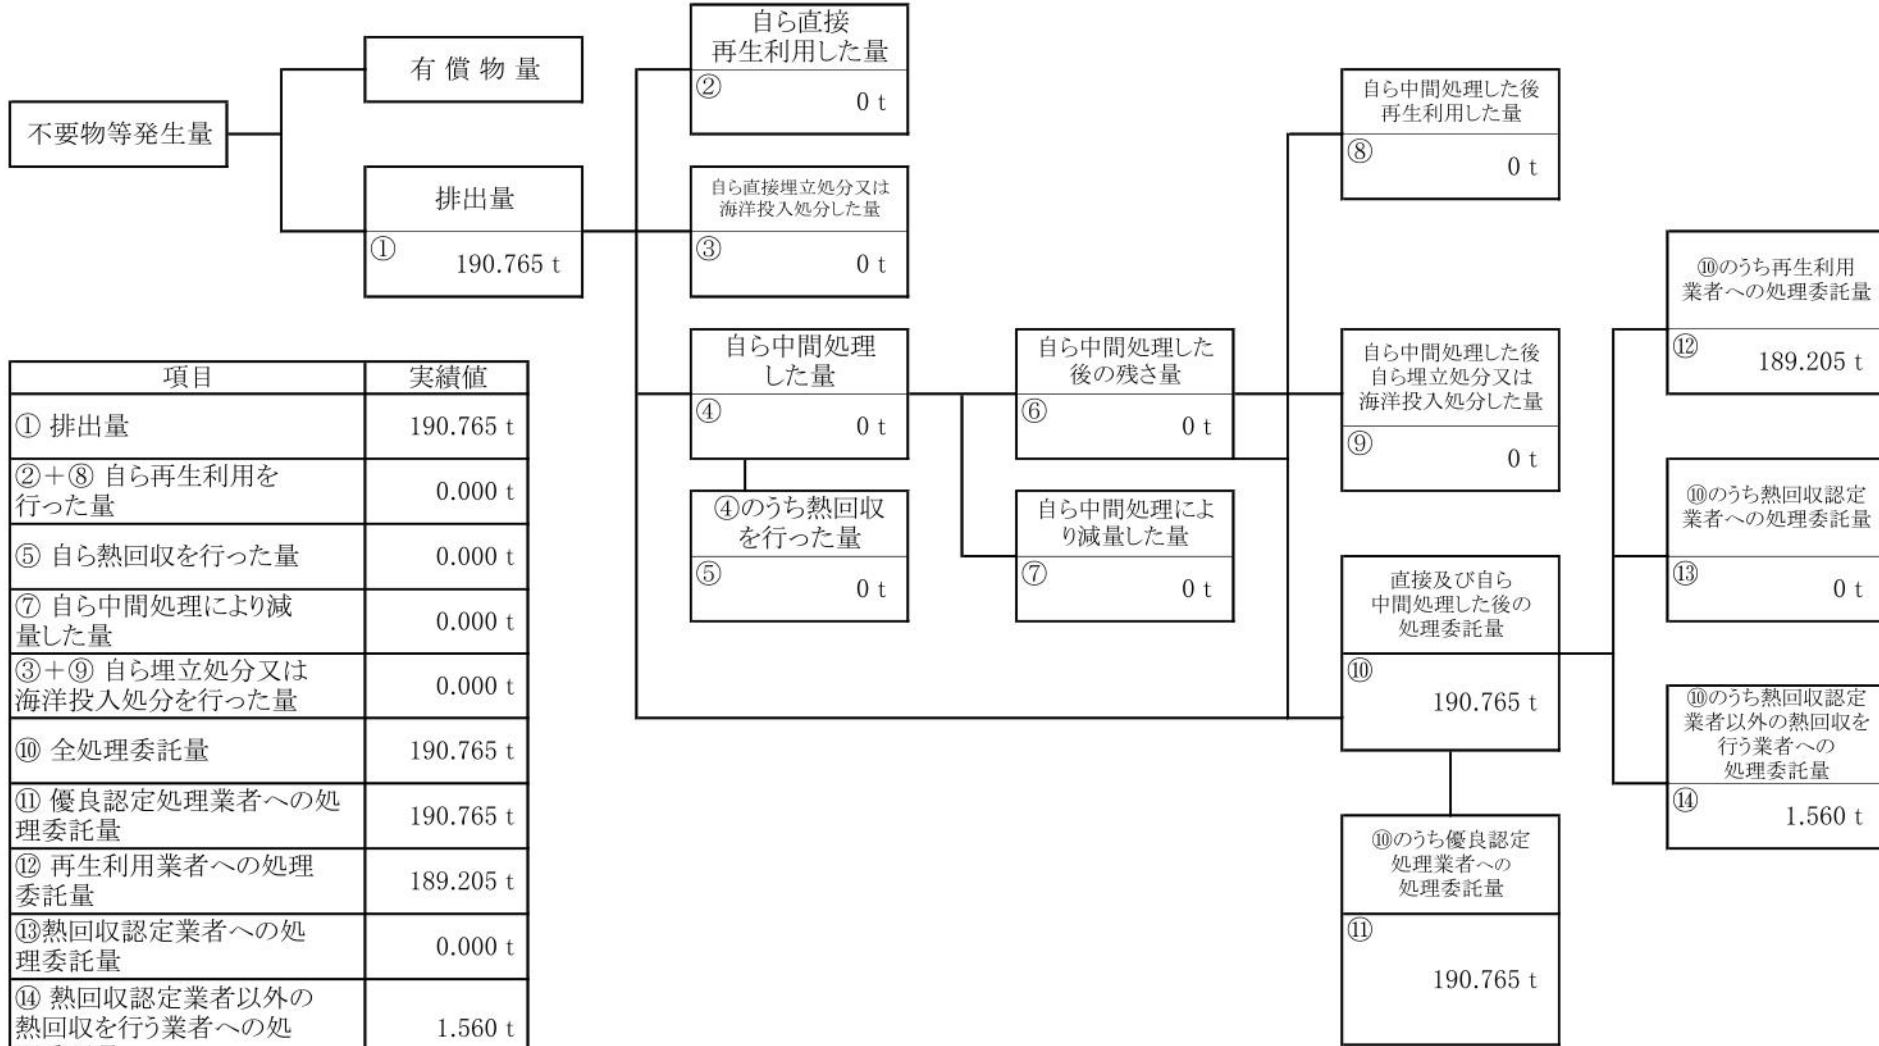 不要物等発生量
有償物量
排出量
① 190.765 t
自ら直接
再生利用した量
② 0 t
自ら直接埋立処分又は
海洋投入処分した量
③ 0 t
自ら中間処理
した量
④ 0 t
④のうち熱回収
を行った量
⑤ 0 t
自ら中間処理した
後の残さ量
⑥ 0 t
自ら中間処理によ
り減量した量
⑦ 0 t
自ら中間処理した後
再生利用した量
⑧ 0 t
自ら中間処理した後
自ら埋立処分又は
海洋投入処分した量
⑨ 0 t
直接及び自ら
中間処理した後の
処理委託量
⑩ 190.765 t
⑩のうち優良認定
処理業者への
処理委託量
⑪ 190.765 t
⑩のうち再生利用
業者への処理委託量
⑫ 189.205 t
⑩のうち熱回収認定
業者への処理委託量
⑬ 0 t
⑩のうち熱回収認定
業者以外の熱回収を
行う業者への
処理委託量
⑭ 1.560 t
項目 実績値
① 排出量 190.765 t
②+⑧ 自ら再生利用を
行った量 0.000 t
⑤ 自ら熱回収を行った量 0.000 t
⑦ 自ら中間処理により減
量した量 0.000 t
③+⑨ 自ら埋立処分又は
海洋投入処分を行った量 0.000 t
⑩ 全処理委託量 190.765 t
⑪ 優良認定処理業者への処
理委託量 190.765 t
⑫ 再生利用業者への処理
委託量 189.205 t
⑬熱回収認定業者への処
理委託量 0.000 t
⑭ 熱回収認定業者以外の
熱回収を行う業者への処 1.560 t